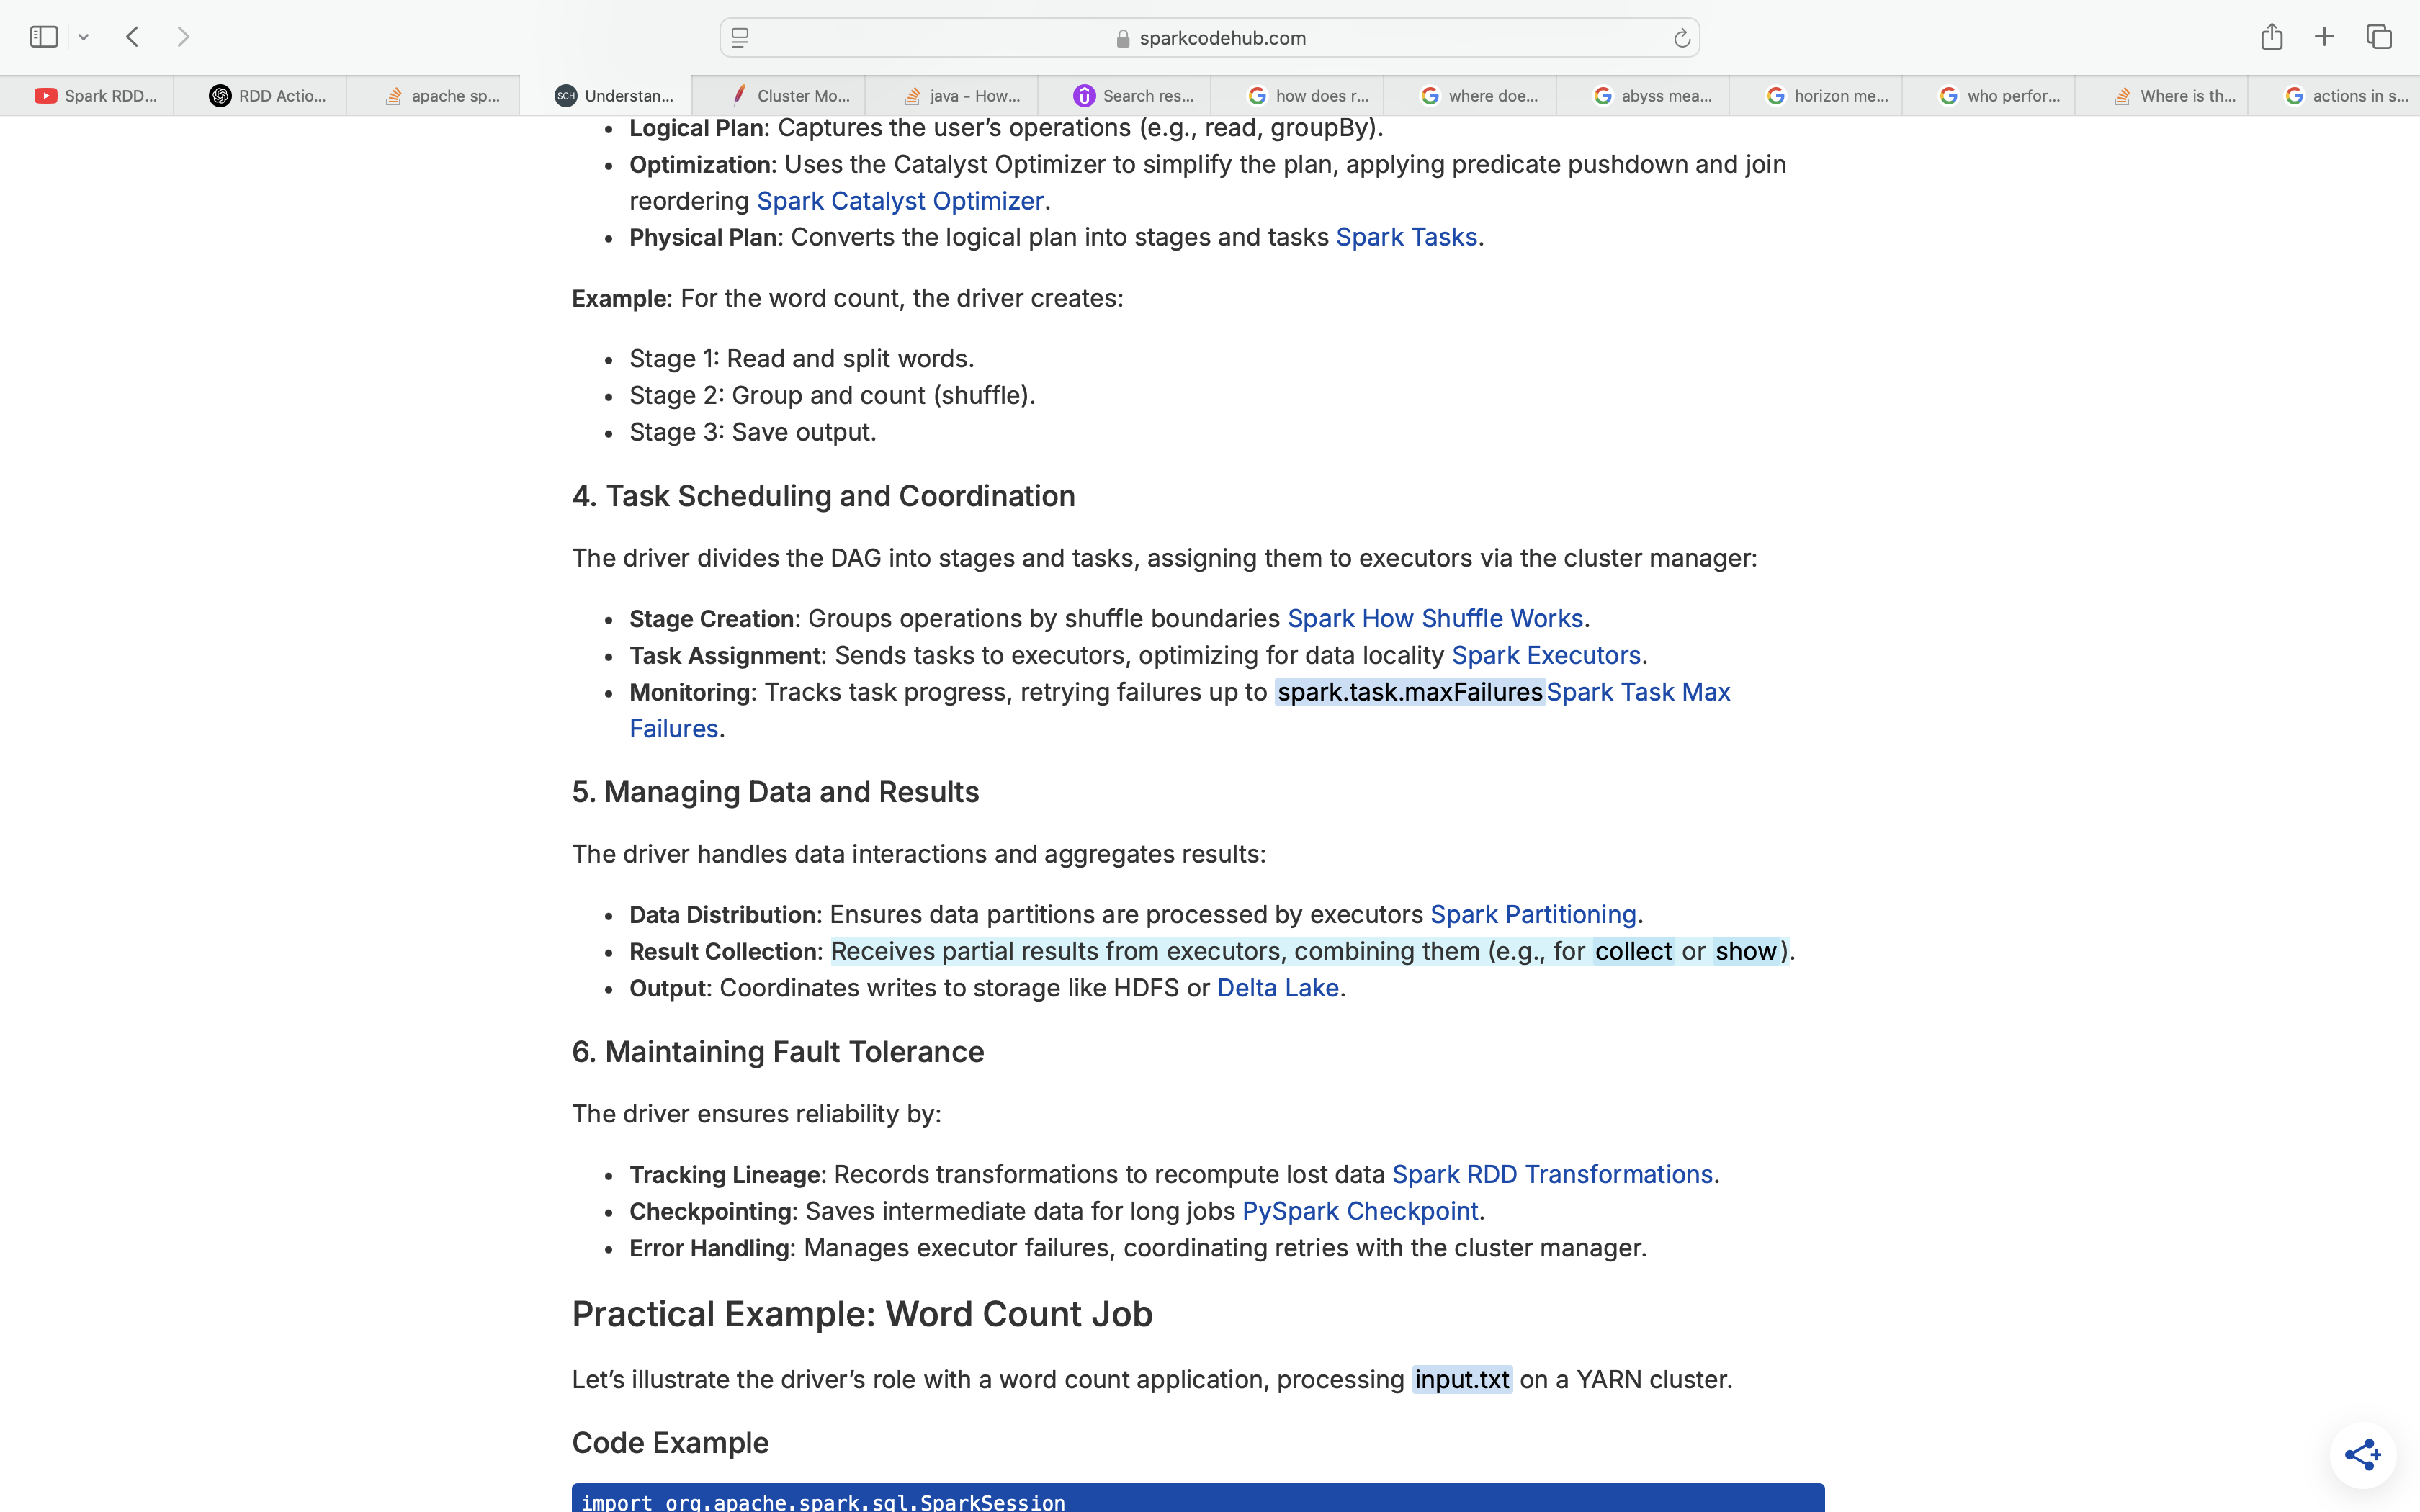 sparkcodehub.com
Spark RDD...
RDD Actio...
apache sp...
SCH
Understan...
Cluster Mo...
java - How...
Search res...
how does r...
where doe...
abyss mea...
horizon me...
who perfor...
Where is th...
actions in s...
• Logical Plan: Captures the user’s operations (e.g., read, groupBy).
• Optimization: Uses the Catalyst Optimizer to simplify the plan, applying predicate pushdown and join
reordering Spark Catalyst Optimizer.
• Physical Plan: Converts the logical plan into stages and tasks Spark Tasks.
Example: For the word count, the driver creates:
• Stage 1: Read and split words.
• Stage 2: Group and count (shuffle).
• Stage 3: Save output.
4. Task Scheduling and Coordination
The driver divides the DAG into stages and tasks, assigning them to executors via the cluster manager:
• Stage Creation: Groups operations by shuffle boundaries Spark How Shuffle Works.
• Task Assignment: Sends tasks to executors, optimizing for data locality Spark Executors.
• Monitoring: Tracks task progress, retrying failures up to spark.task.maxFailuresSpark Task Max
Failures.
5. Managing Data and Results
The driver handles data interactions and aggregates results:
• Data Distribution: Ensures data partitions are processed by executors Spark Partitioning.
• Result Collection: Receives partial results from executors, combining them (e.g., for collect or show).
• Output: Coordinates writes to storage like HDFS or Delta Lake.
6. Maintaining Fault Tolerance
The driver ensures reliability by:
• Tracking Lineage: Records transformations to recompute lost data Spark RDD Transformations.
• Checkpointing: Saves intermediate data for long jobs PySpark Checkpoint.
• Error Handling: Manages executor failures, coordinating retries with the cluster manager.
Practical Example: Word Count Job
Let’s illustrate the driver’s role with a word count application, processing input.txt on a YARN cluster.
Code Example
import org.apache.spark.sql.SparkSession